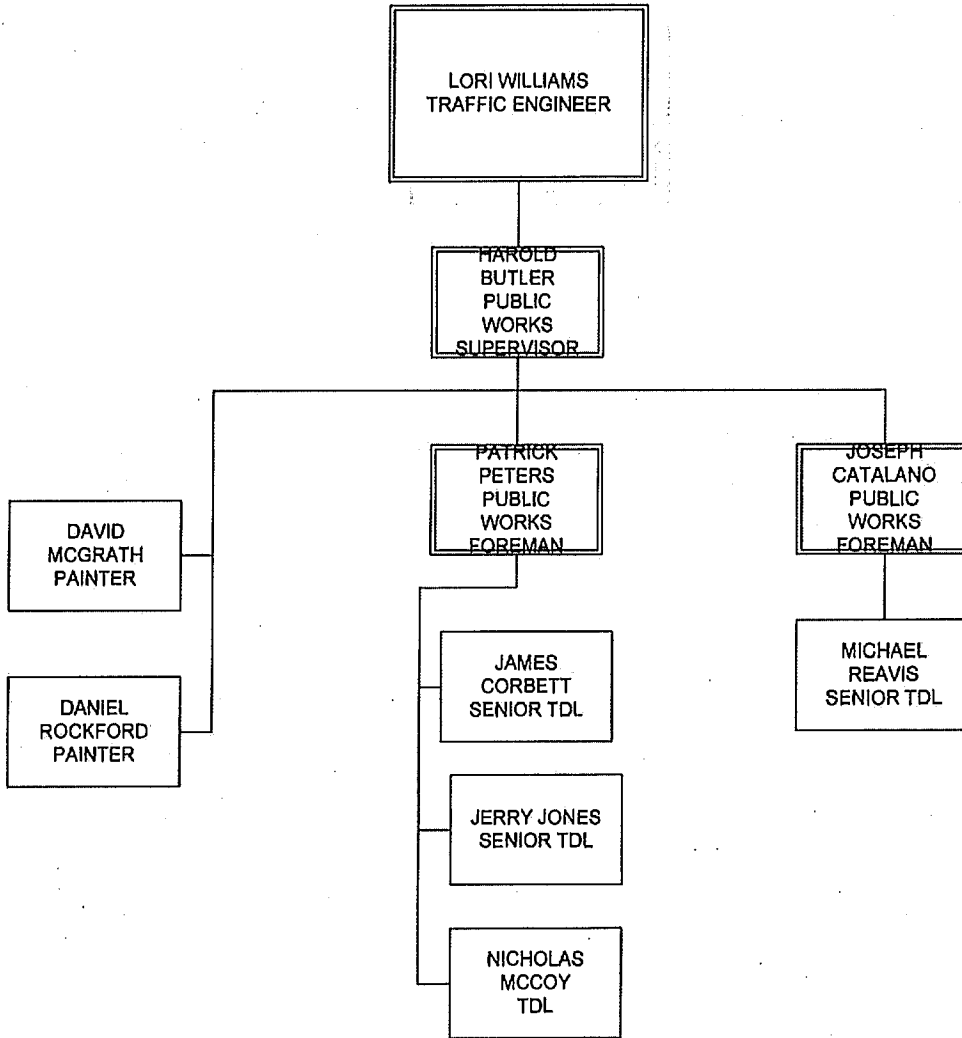 LORI WILLIAMS
TRAFFIC ENGINEER
HAROLD
BUTLER
PUBLIC
WORKS
SUPERVISOR
PATRICK
PETERS
PUBLIC
WORKS
FOREMAN
JOSEPH
CATALANO
PUBLIC
WORKS
FOREMAN
DAVID
MCGRATH
PAINTER
DANIEL
ROCKFORD
PAINTER
JAMES
CORBETT
SENIOR TDL
JERRY JONES
SENIOR TDL
NICHOLAS
MCCOY
TDL
MICHAEL
REAVIS
SENIOR TDL